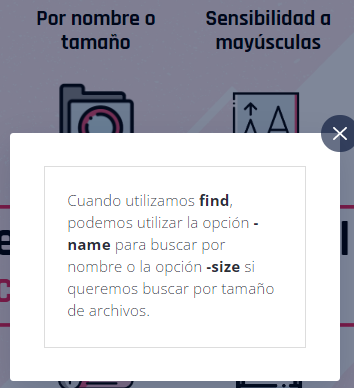 Por nombre o
tamaño
Sensibilidad a
mayúsculas
Cuando utilizamos find,
podemos utilizar la opción -
name para buscar por
nombre o la opción -size si
queremos buscar por tamaño
de archivos.